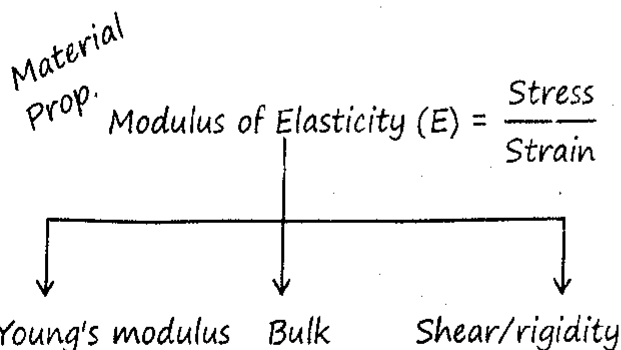 Material
Prop.
Modulus of Elasticity (E) = Stress
Strain
Young's modulus Bulk Shear/rigidity